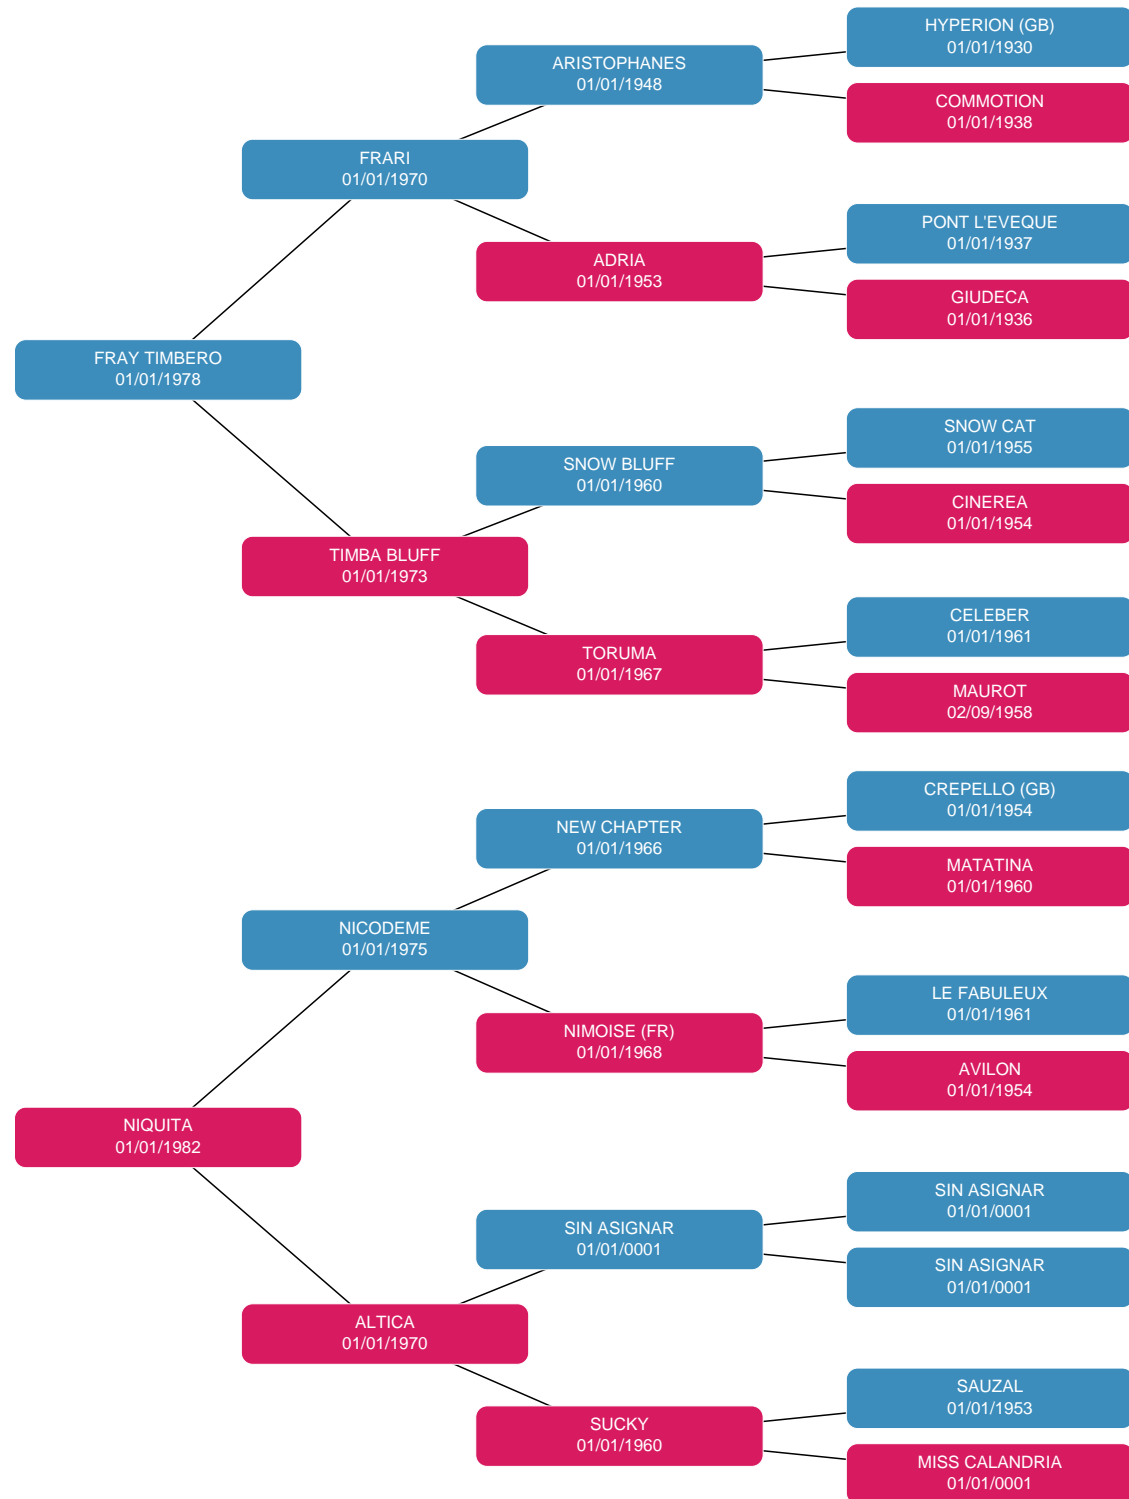 HYPERION (GB)
01/01/1930
ARISTOPHANES
01/01/1948
COMMOTION
01/01/1938
FRARI
01/01/1970
PONT L'EVEQUE
01/01/1937
ADRIA
01/01/1953
GIUDECA
01/01/1936
FRAY TIMBERO
01/01/1978
SNOW CAT
01/01/1955
SNOW BLUFF
01/01/1960
CINEREA
01/01/1954
TIMBA BLUFF
01/01/1973
CELEBER
01/01/1961
TORUMA
01/01/1967
MAUROT
02/09/1958
CREPELLO (GB)
01/01/1954
NEW CHAPTER
01/01/1966
MATATINA
01/01/1960
NICODEME
01/01/1975
LE FABULEUX
01/01/1961
NIMOISE (FR)
01/01/1968
AVILON
01/01/1954
NIQUITA
01/01/1982
SIN ASIGNAR
01/01/0001
SIN ASIGNAR
01/01/0001
SIN ASIGNAR
01/01/0001
ALTICA
01/01/1970
SAUZAL
01/01/1953
SUCKY
01/01/1960
MISS CALANDRIA
01/01/0001